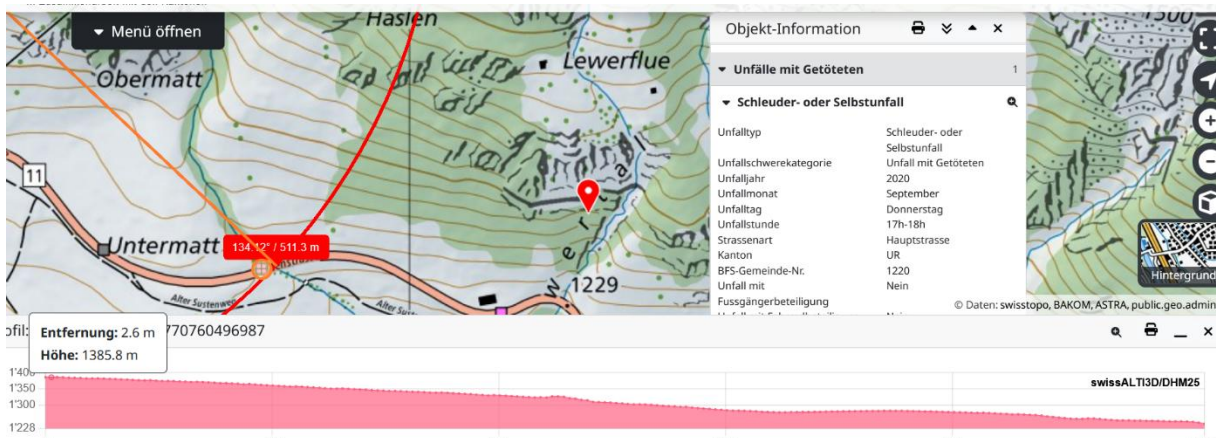 Menü öffnen
Haslen
Obermatt
Lewerflue
1500
11
Untermatt
134.12° / 511.3 m
Alter Sustenweg
1229
Objekt-Information
Unfälle mit Getöteten 1
Schleuder- oder Selbstunfall
Unfalltyp Schleuder- oder
Selbstunfall
Unfallschwerekategorie Unfall mit Getöteten
Unfalljahr 2020
Unfallmonat September
Unfalltag Donnerstag
Unfallstunde 17h-18h
Strassenart Hauptstrasse
Kanton UR
BFS-Gemeinde-Nr. 1220
Unfall mit Nein
Fussgängerbeteiligung
Hintergrund
© Daten: swisstopo, BAKOM, ASTRA, public.geo.admin
Entfernung: 2.6 m
Höhe: 1385.8 m
770760496987
swissALTI3D/DHM25
1'350
1'300
1'228